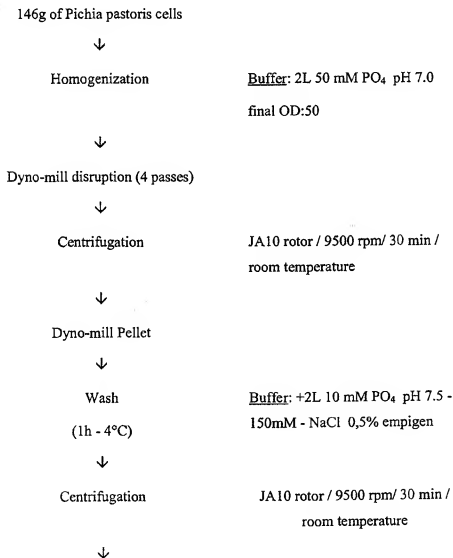 146g of Pichia pastoris cells
↓
Homogenization
Buffer: 2L 50 mM PO₄ pH 7.0
final OD:50
↓
Dyno-mill disruption (4 passes)
↓
Centrifugation
JA10 rotor / 9500 rpm/ 30 min /
room temperature
↓
Dyno-mill Pellet
↓
Wash
(1h - 4°C)
Buffer: +2L 10 mM PO₄ pH 7.5 -
150mM - NaCl 0,5% empigen
↓
Centrifugation
JA10 rotor / 9500 rpm/ 30 min /
room temperature
↓